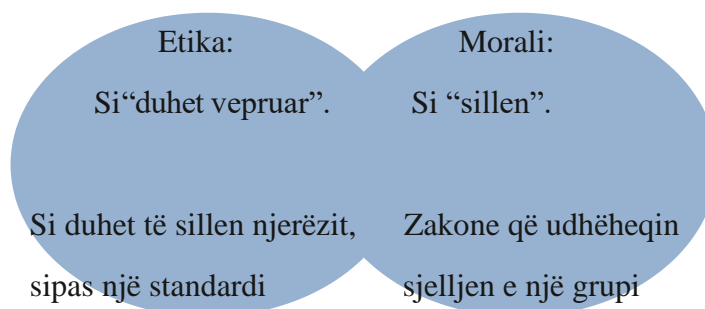 Etika:
Si“duhet vepruar”.
Si duhet të sillen njerëzit,
sipas një standardi
Morali:
Si “sillen”.
Zakone që udhëheqin
sjelljen e një grupi